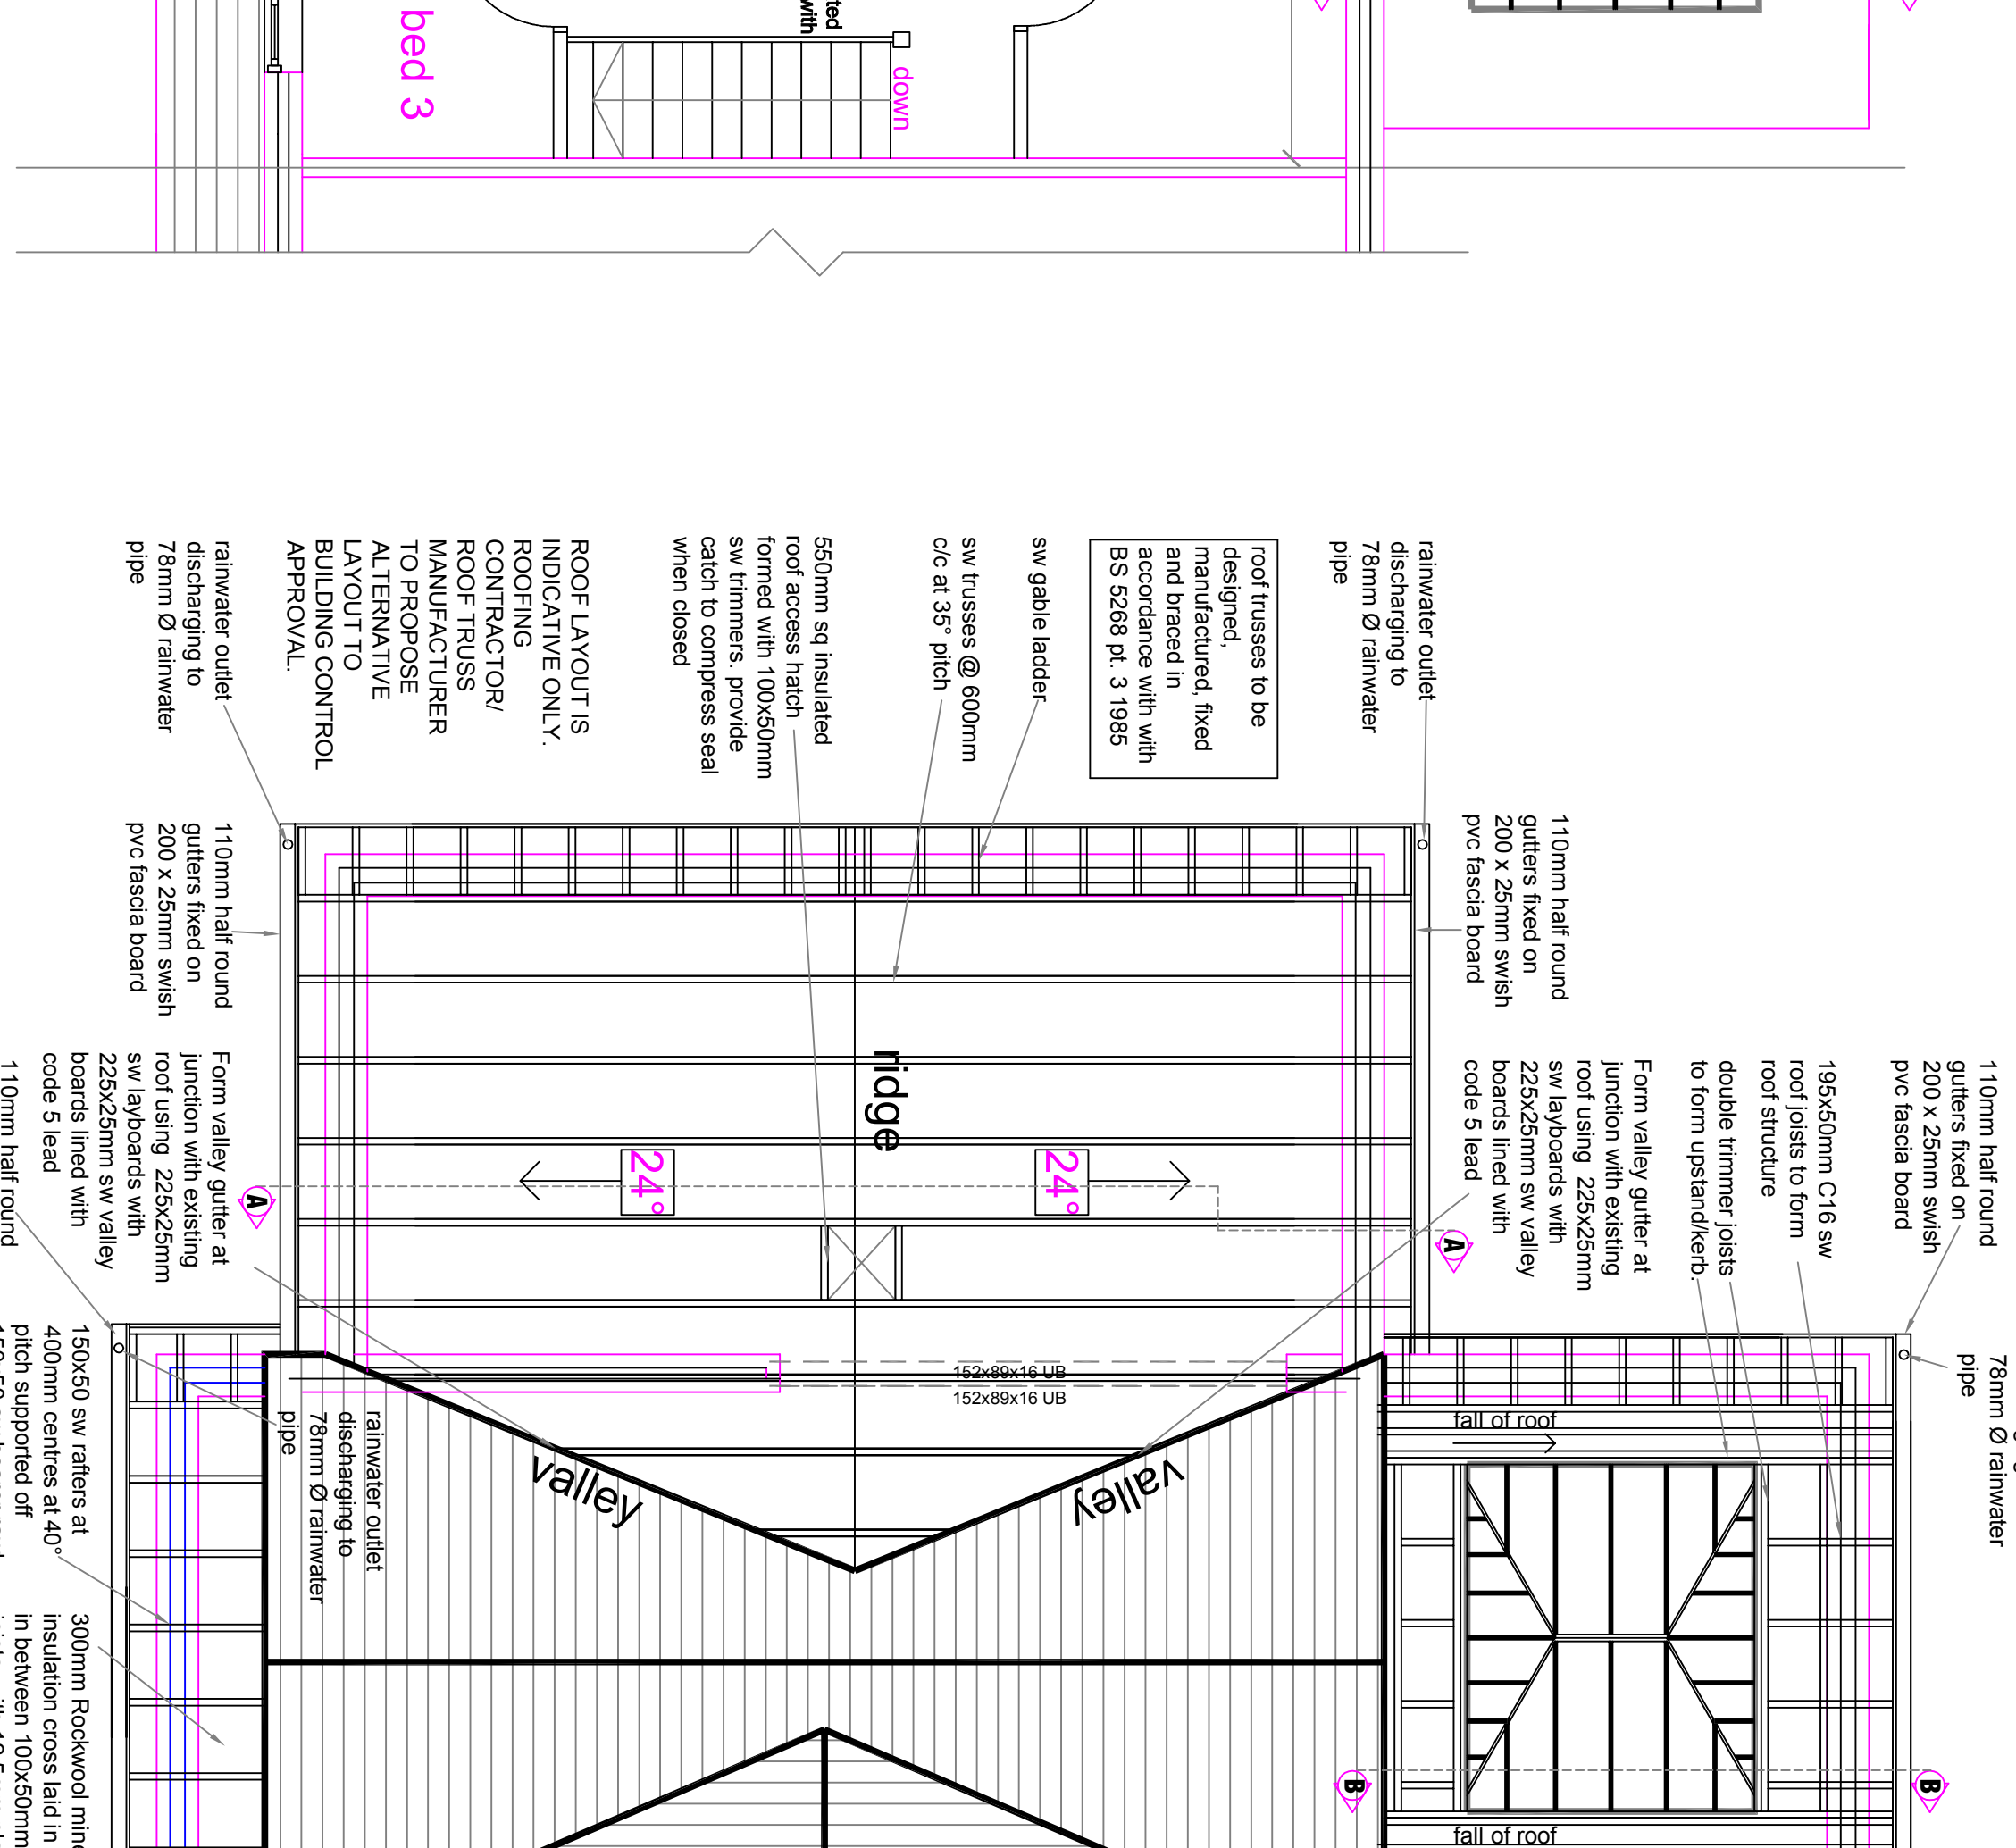 bed 3
down
ted
with
rainwater outlet
discharging to
78mm Ø rainwater
pipe
roof trusses to be
designed,
manufactured, fixed
and braced in
accordance with with
BS 5268 pt. 3 1985
sw gable ladder
sw trusses @ 600mm
c/c at 35° pitch
550mm sq insulated
roof access hatch
formed with 100x50mm
sw trimmers. provide
catch to compress seal
when closed
ROOF LAYOUT IS
INDICATIVE ONLY.
ROOFING
CONTRACTOR/
ROOF TRUSS
MANUFACTURER
TO PROPOSE
ALTERNATIVE
LAYOUT TO
BUILDING CONTROL
APPROVAL.
rainwater outlet
discharging to
78mm Ø rainwater
pipe
110mm half round
gutters fixed on
200 x 25mm swish
pvc fascia board
110mm half round
gutters fixed on
200 x 25mm swish
pvc fascia board
110mm half round
gutters fixed on
200 x 25mm swish
pvc fascia board
195x50mm C16 sw
roof joists to form
roof structure
double trimmer joists
to form upstand/kerb.
Form valley gutter at
junction with existing
roof using 225x25mm
sw layboards with
225x25mm sw valley
boards lined with
code 5 lead
Form valley gutter at
junction with existing
roof using 225x25mm
sw layboards with
225x25mm sw valley
boards lined with
code 5 lead
110mm half round
ridge
24°
24°
A
A
78mm Ø rainwater
pipe
152x89x16 UB
152x89x16 UB
fall of roof
valley
valley
rainwater outlet
discharging to
78mm Ø rainwater
pipe
150x50 sw rafters at
400mm centres at 40°
pitch supported off
300mm Rockwool mine
insulation cross laid in
in between 100x50mm
B
B
fall of roof